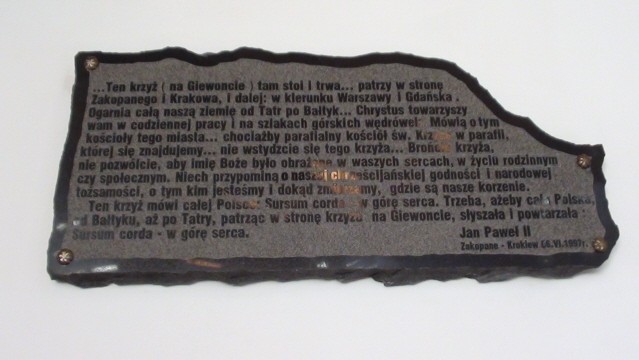 ...Ten krzyż ( na Giewoncie ) tam stoi i trwa... patrzy w stronę
Zakopanego i Krakowa, i dalej: w kierunku Warszawy i Gdańska .
Ogarnia całą naszą ziemię od Tatr po Bałtyk... Chrystus towarzyszy
wam w codziennej pracy i na szlakach górskich wędrówek. Mówią o tym
kościoły tego miasta... chociażby parafialny kościół św. Krzyża w parafii,
której się znajdujemy... nie wstydzcie się tego krzyża... Brońcie krzyża,
nie pozwólcie, aby imię Boże było obrażane w waszych sercach, w życiu rodzinnym
czy społecznym. Niech przypomina o naszej chrześcijańskiej godności i narodowej
tożsamości, o tym kim jesteśmy i dokąd zmierzamy, gdzie są nasze korzenie.
Ten krzyż mówi całej Polsce: Sursum corda - w górę serca. Trzeba, ażeby cała Polska,
od Bałtyku, aż po Tatry, patrząc w stronę krzyża na Giewoncie, słyszała i powtarzała :
Sursum corda - w górę serca.
Jan Paweł II
Zakopane - Kraków 06.VI.1997r.